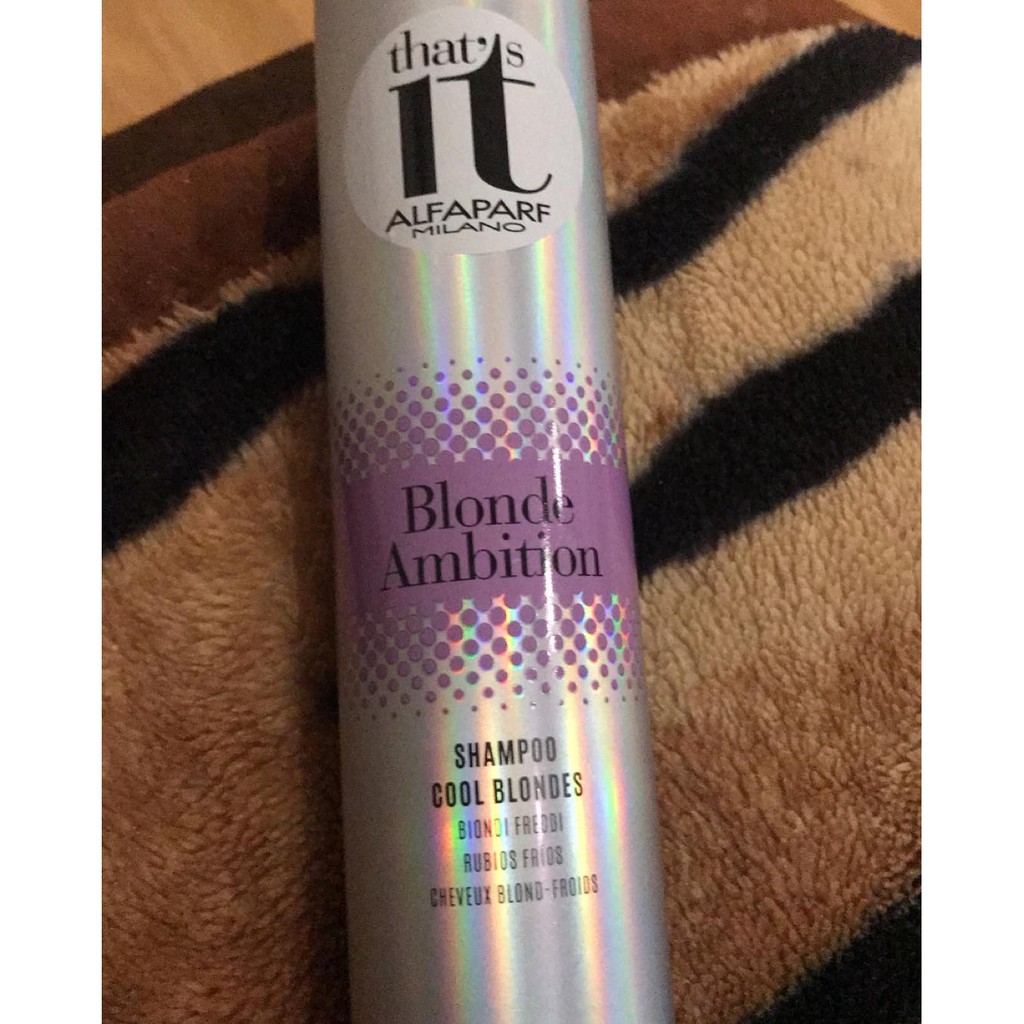 that's
it
ALFAPARF
MILANO
Blonde
Ambition
SHAMPOO
COOL BLONDES
BIONDI FREDDI
RUBIOS FRÍOS
CHEVEUX BLOND-FROIDS